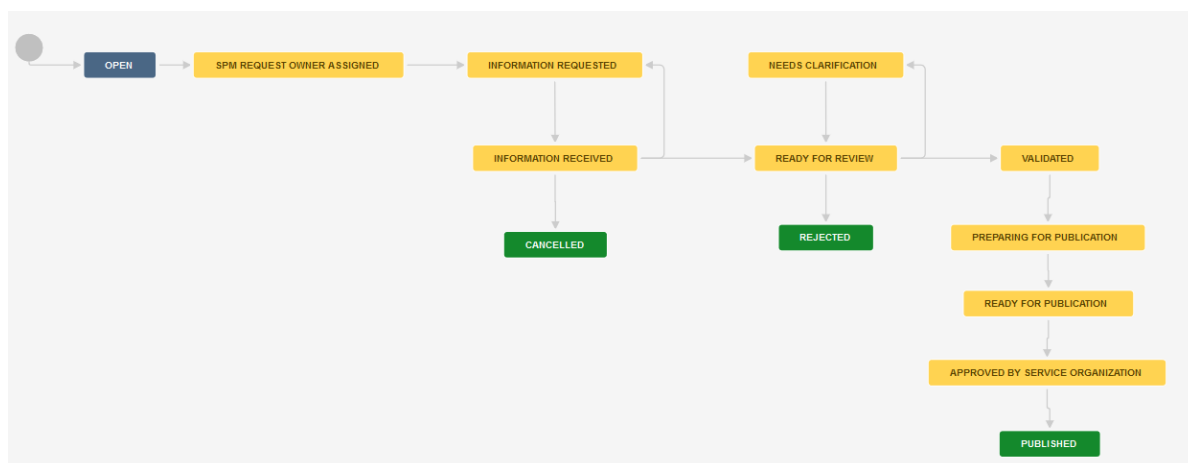 OPEN
SPM REQUEST OWNER ASSIGNED
INFORMATION REQUESTED
NEEDS CLARIFICATION
INFORMATION RECEIVED
READY FOR REVIEW
VALIDATED
CANCELLED
REJECTED
PREPARING FOR PUBLICATION
READY FOR PUBLICATION
APPROVED BY SERVICE ORGANIZATION
PUBLISHED